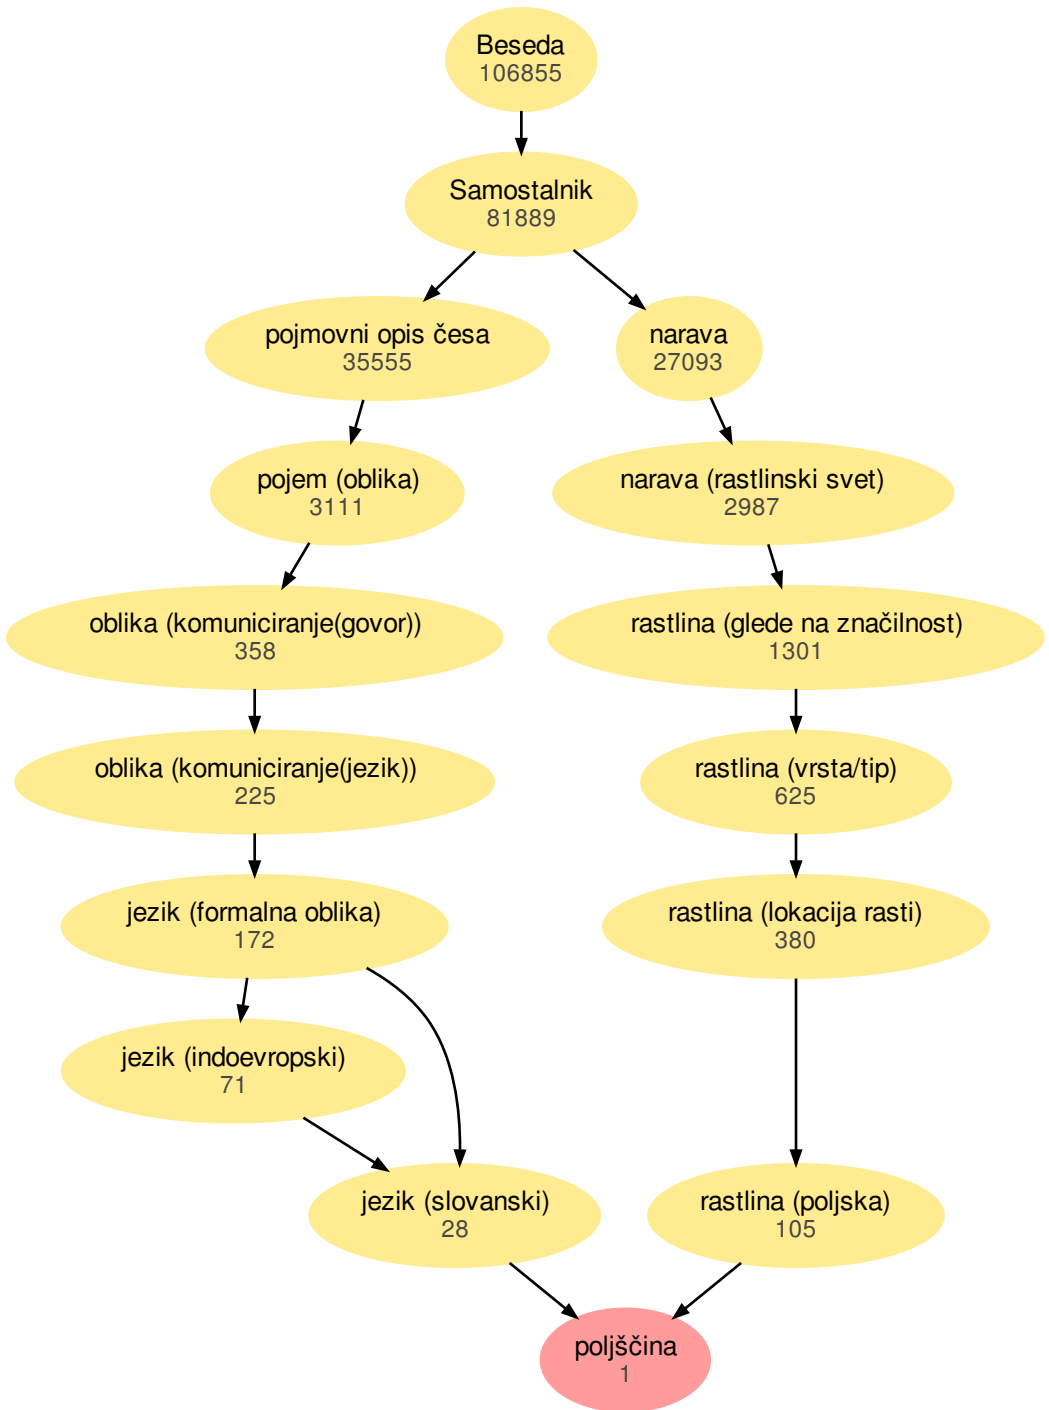 Beseda
106855
Samostalnik
81889
pojmovni opis česa
35555
narava
27093
pojem (oblika)
3111
narava (rastlinski svet)
2987
oblika (komuniciranje(govor))
358
rastlina (glede na značilnost)
1301
oblika (komuniciranje(jezik))
225
rastlina (vrsta/tip)
625
jezik (formalna oblika)
172
rastlina (lokacija rasti)
380
jezik (indoevropski)
71
jezik (slovanski)
28
rastlina (poljska)
105
poljščina
1